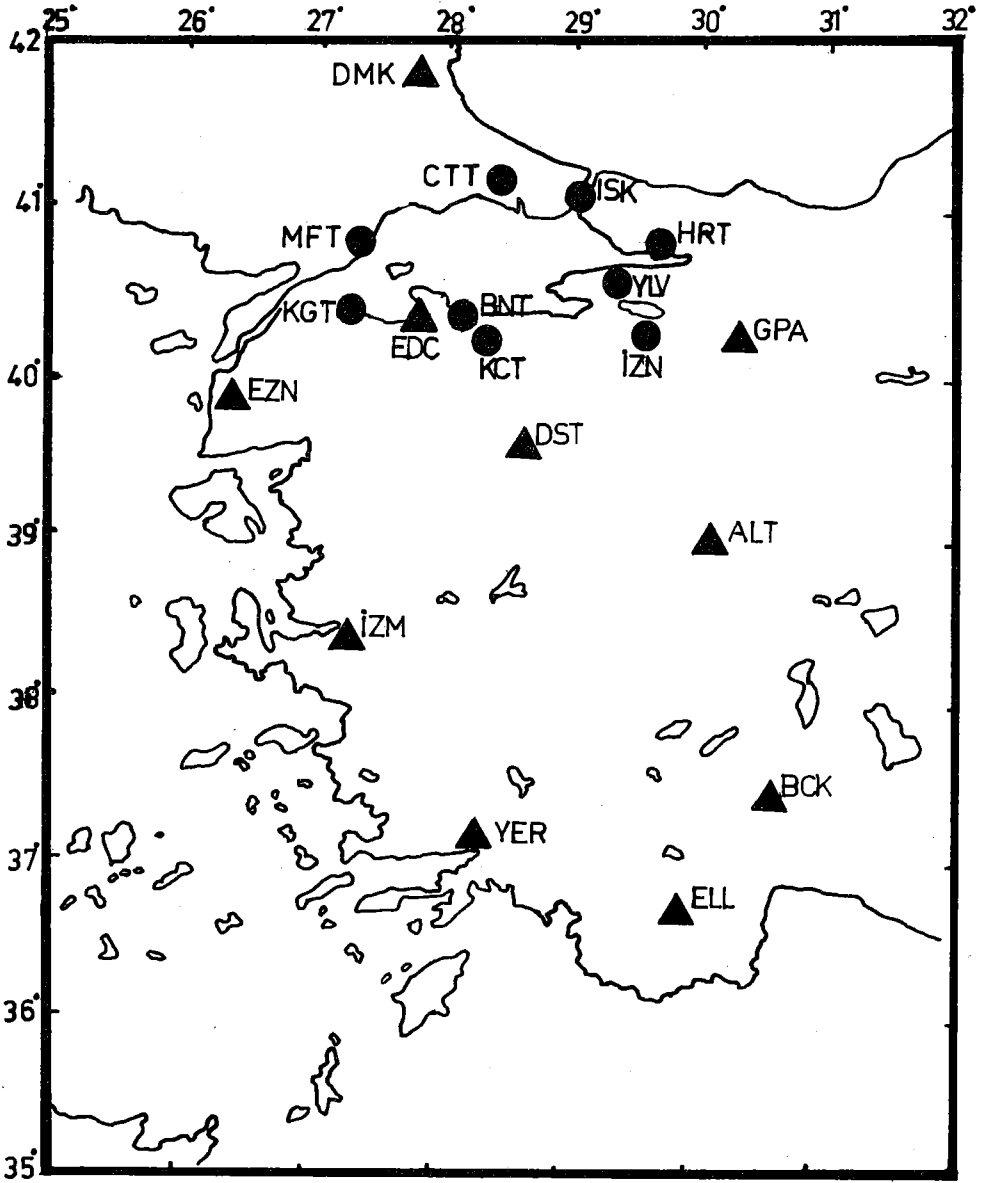 25° 26° 27° 28° 29° 30° 31° 32°
42
DMK
CTT
41°
İSK
MFT
HRT
YLV
KGT
BNT
EDC
GPA
KCT
İZN
40°
EZN
DST
39°
ALT
İZM
38°
BCK
YER
37°
ELL
36°
35°